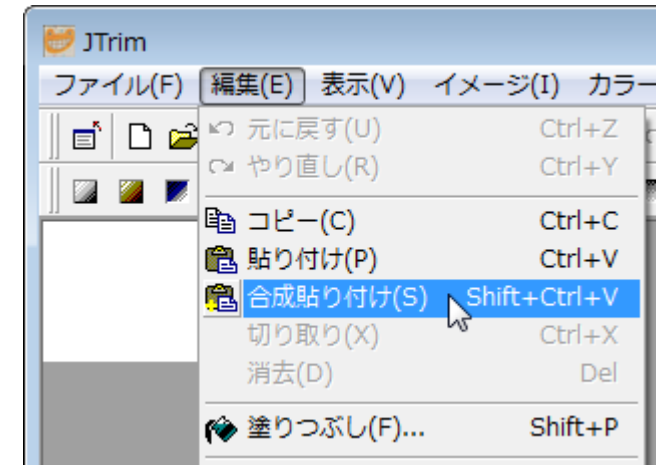 JTrim
ファイル(F) 編集(E) 表示(V) イメージ(I) カラー
元に戻す(U) Ctrl+Z
やり直し(R) Ctrl+Y
コピー(C) Ctrl+C
貼り付け(P) Ctrl+V
合成貼り付け(S) Shift+Ctrl+V
切り取り(X) Ctrl+X
消去(D) Del
塗りつぶし(F)... Shift+P